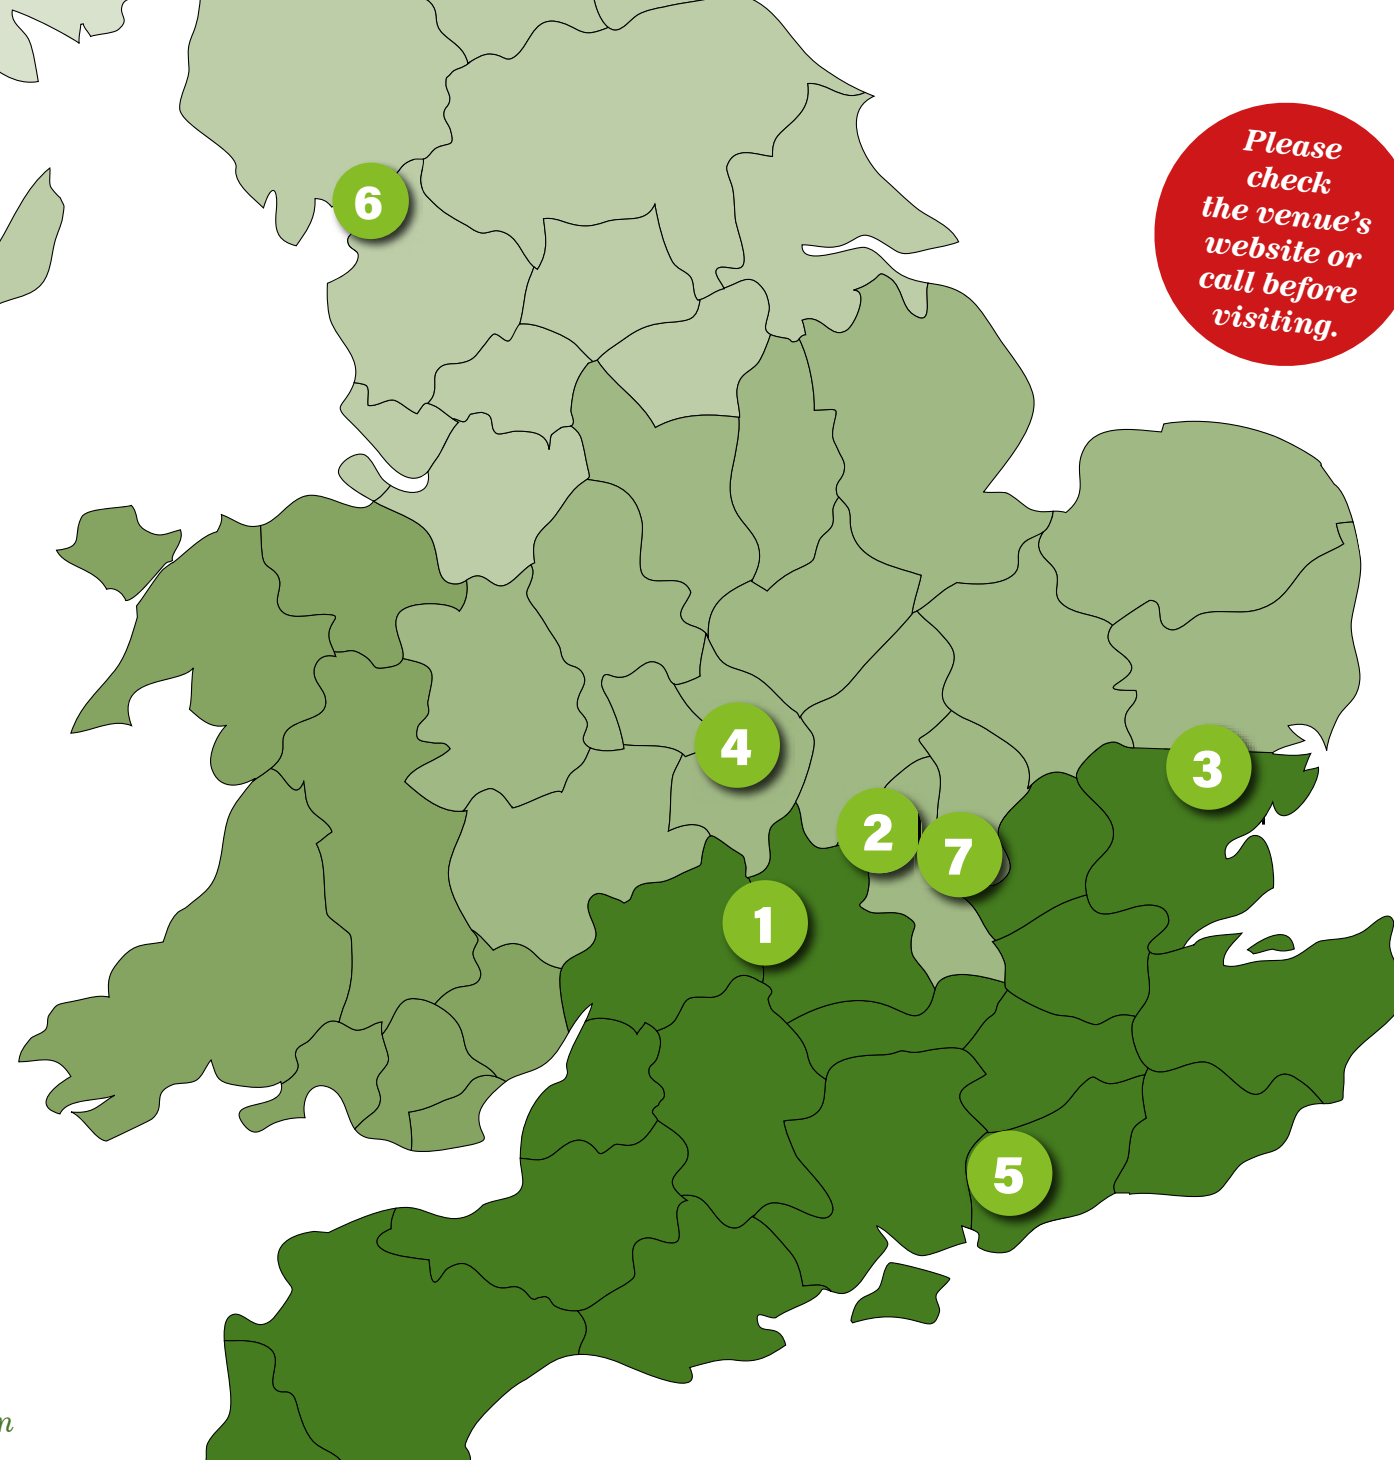 Please
check
the venue's
website or
call before
visiting.
6
4
3
2
7
1
5
n